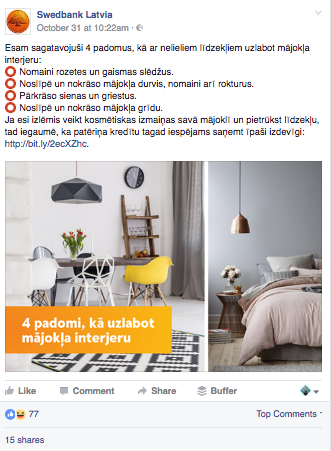 Swedbank Latvia
October 31 at 10:22am ·
Esam sagatavojuši 4 padomus, kā ar nelieliem līdzekļiem uzlabot mājokļa
interjeru:
⭕ Nomaini rozetes un gaismas slēdžus.
⭕ Noslīpē un nokrāso mājokļa durvis, nomaini arī rokturus.
⭕ Pārkrāso sienas un griestus.
⭕ Noslīpē un nokrāso mājokļa grīdu.
Ja esi izlēmis veikt kosmētiskas izmaiņas savā mājoklī un pietrūkst līdzekļu,
tad iegaumē, ka patēriņa kredītu tagad iespējams saņemt īpaši izdevīgi:
http://bit.ly/2ecXZhc.
4 padomi, kā uzlabot
mājokļa interjeru
Like Comment Share Buffer
77 Top Comments
15 shares